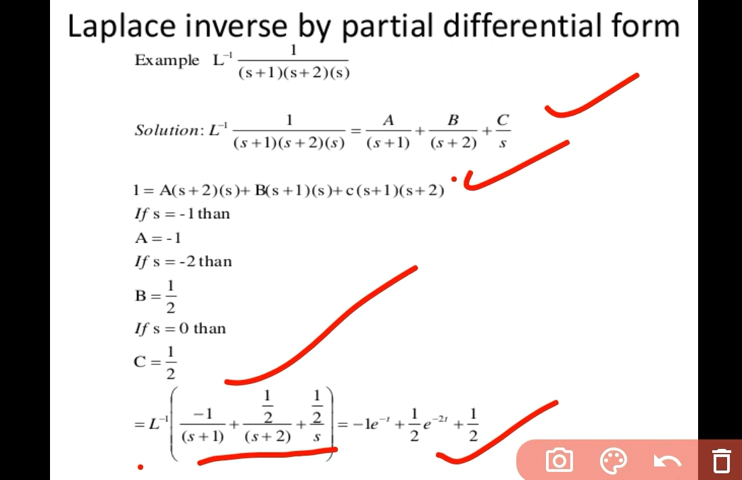 Laplace inverse by partial differential form
Example L⁻¹ 1/((s+1)(s+2)(s))
Solution: L⁻¹ 1/((s+1)(s+2)(s)) = A/(s+1) + B/(s+2) + C/s
1 = A(s+2)(s)+ B(s+1)(s)+c(s+1)(s+2)
If s = -1 than
A = -1
If s = -2 than
B = 1/2
If s = 0 than
C = 1/2
= L⁻¹( −1/(s+1) + (1/2)/(s+2) + (1/2)/s ) = −1e⁻ᵗ + 1/2 e⁻²ᵗ + 1/2